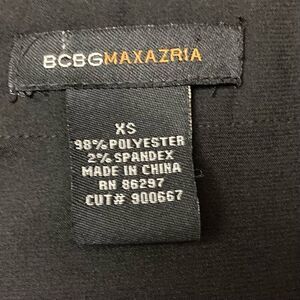 BCBGMAXAZRIA
XS
98% POLYESTER
2% SPANDEX
MADE IN CHINA
RN 86297
CUT# 900667